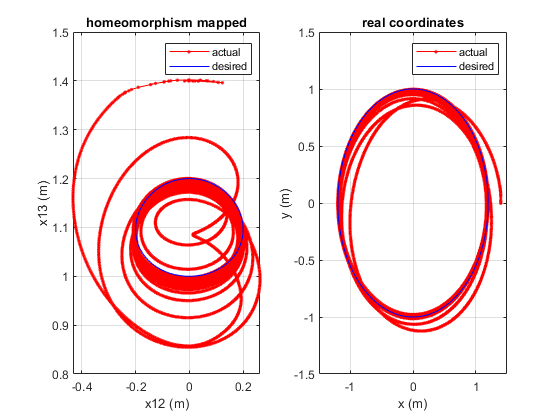 homeomorphism mapped
actual
desired
1.5
1.4
1.3
1.2
1.1
1
0.9
0.8
x13 (m)
-0.4
-0.2
0
0.2
x12 (m)
real coordinates
actual
desired
1.5
1
0.5
0
-0.5
-1
-1.5
y (m)
-1
0
1
x (m)